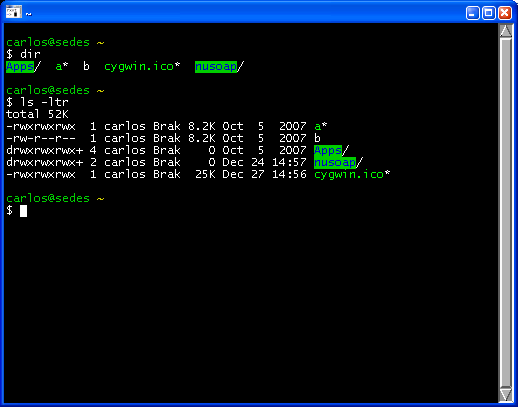 ~
carlos@sedes ~
$ dir
Apps/  a*  b  cygwin.ico*  nusoap/
carlos@sedes ~
$ ls -ltr
total 52K
-rwxrwxrwx  1 carlos Brak 8.2K Oct  5  2007 a*
-rw-r--r--  1 carlos Brak 8.2K Oct  5  2007 b
drwxrwxrwx+ 4 carlos Brak    0 Oct  5  2007 Apps/
drwxrwxrwx+ 2 carlos Brak    0 Dec 24 14:57 nusoap/
-rwxrwxrwx  1 carlos Brak  25K Dec 27 14:56 cygwin.ico*
carlos@sedes ~
$